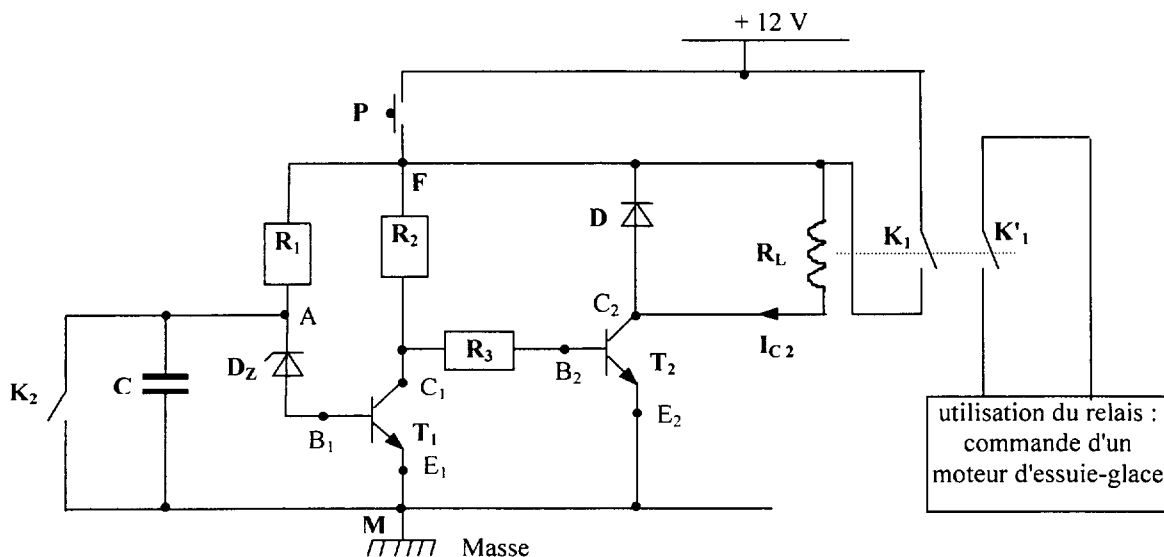 + 12 V
P
F
R1
R2
D
RL
K1
K'1
A
C2
IC2
K2
C
DZ
C1
R3
B2
T2
B1
T1
E1
E2
M
Masse
utilisation du relais :
commande d'un
moteur d'essuie-glace